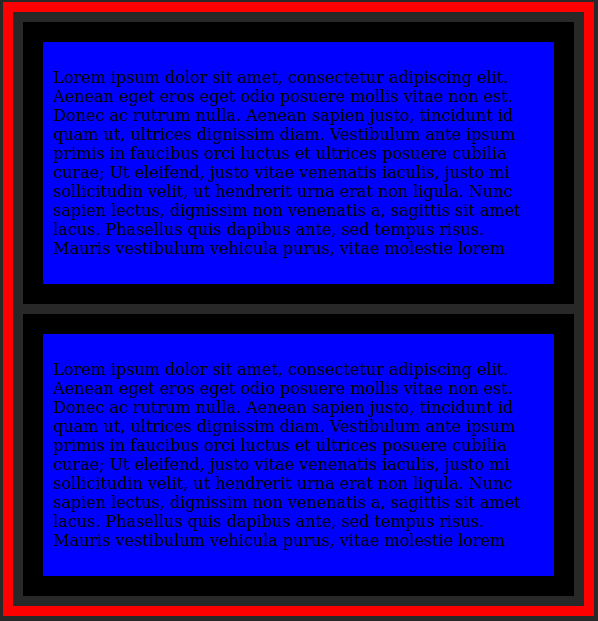 Lorem ipsum dolor sit amet, consectetur adipiscing elit.
Aenean eget eros eget odio posuere mollis vitae non est.
Donec ac rutrum nulla. Aenean sapien justo, tincidunt id
quam ut, ultrices dignissim diam. Vestibulum ante ipsum
primis in faucibus orci luctus et ultrices posuere cubilia
curae; Ut eleifend, justo vitae venenatis iaculis, justo mi
sollicitudin velit, ut hendrerit urna erat non ligula. Nunc
sapien lectus, dignissim non venenatis a, sagittis sit amet
lacus. Phasellus quis dapibus ante, sed tempus risus.
Mauris vestibulum vehicula purus, vitae molestie lorem
Lorem ipsum dolor sit amet, consectetur adipiscing elit.
Aenean eget eros eget odio posuere mollis vitae non est.
Donec ac rutrum nulla. Aenean sapien justo, tincidunt id
quam ut, ultrices dignissim diam. Vestibulum ante ipsum
primis in faucibus orci luctus et ultrices posuere cubilia
curae; Ut eleifend, justo vitae venenatis iaculis, justo mi
sollicitudin velit, ut hendrerit urna erat non ligula. Nunc
sapien lectus, dignissim non venenatis a, sagittis sit amet
lacus. Phasellus quis dapibus ante, sed tempus risus.
Mauris vestibulum vehicula purus, vitae molestie lorem